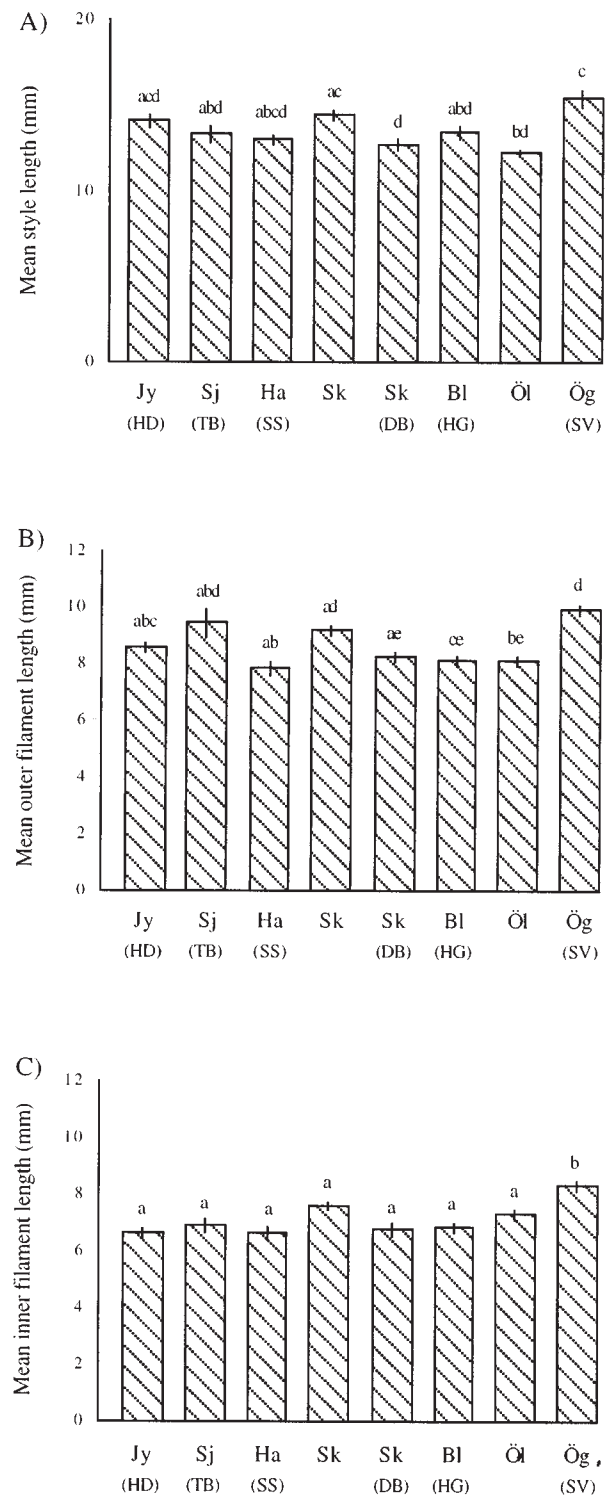 A)
Mean style length (mm)
20
10
0
acd abd abcd ac d abd bd c
Jy Sj Ha Sk Sk Bl Öl Ög
(HD) (TB) (SS) (DB) (HG) (SV)
B)
Mean outer filament length (mm)
12
10
8
6
4
2
0
abc abd ab ad ae ce be d
Jy Sj Ha Sk Sk Bl Öl Ög
(HD) (TB) (SS) (DB) (HG) (SV)
C)
Mean inner filament length (mm)
12
10
8
6
4
2
0
a a a a a a a b
Jy Sj Ha Sk Sk Bl Öl Ög
(HD) (TB) (SS) (DB) (HG) (SV)